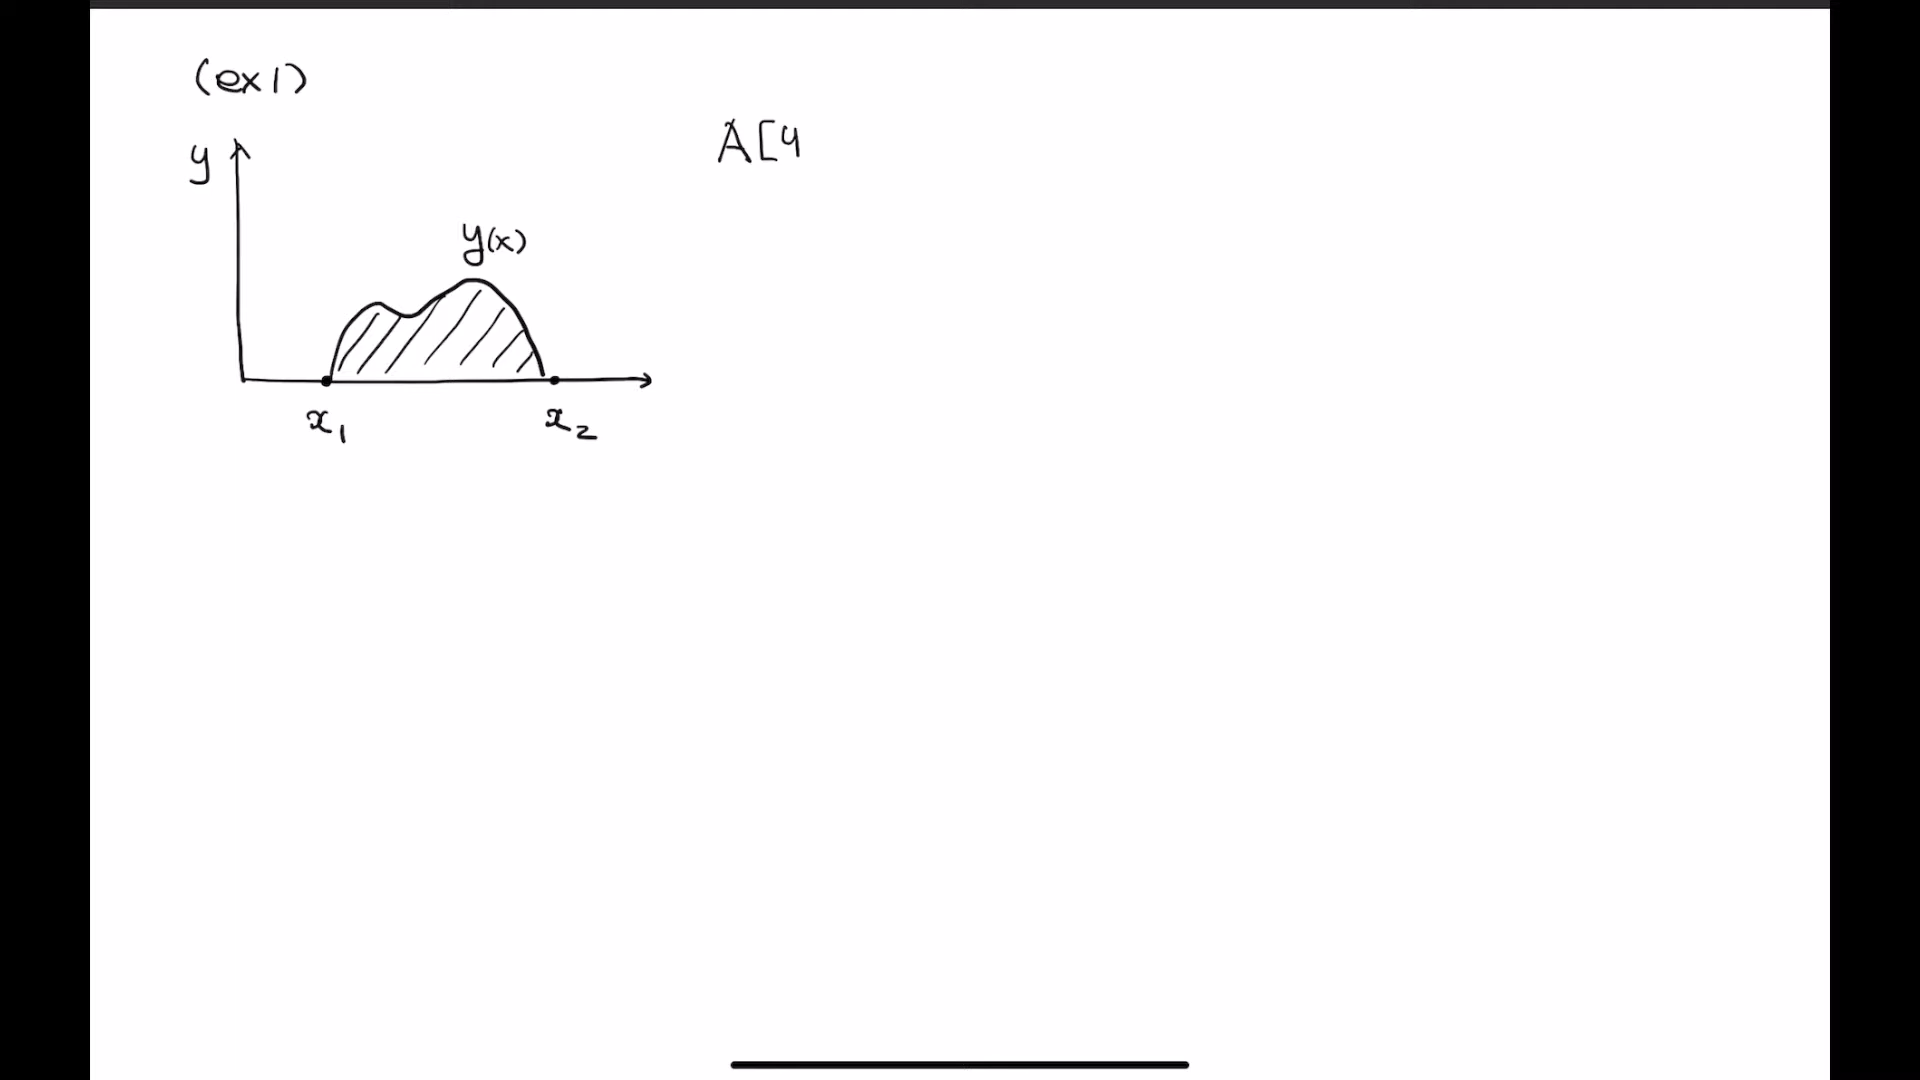 (ex1)
A[y
y
y(x)
x₁
x₂